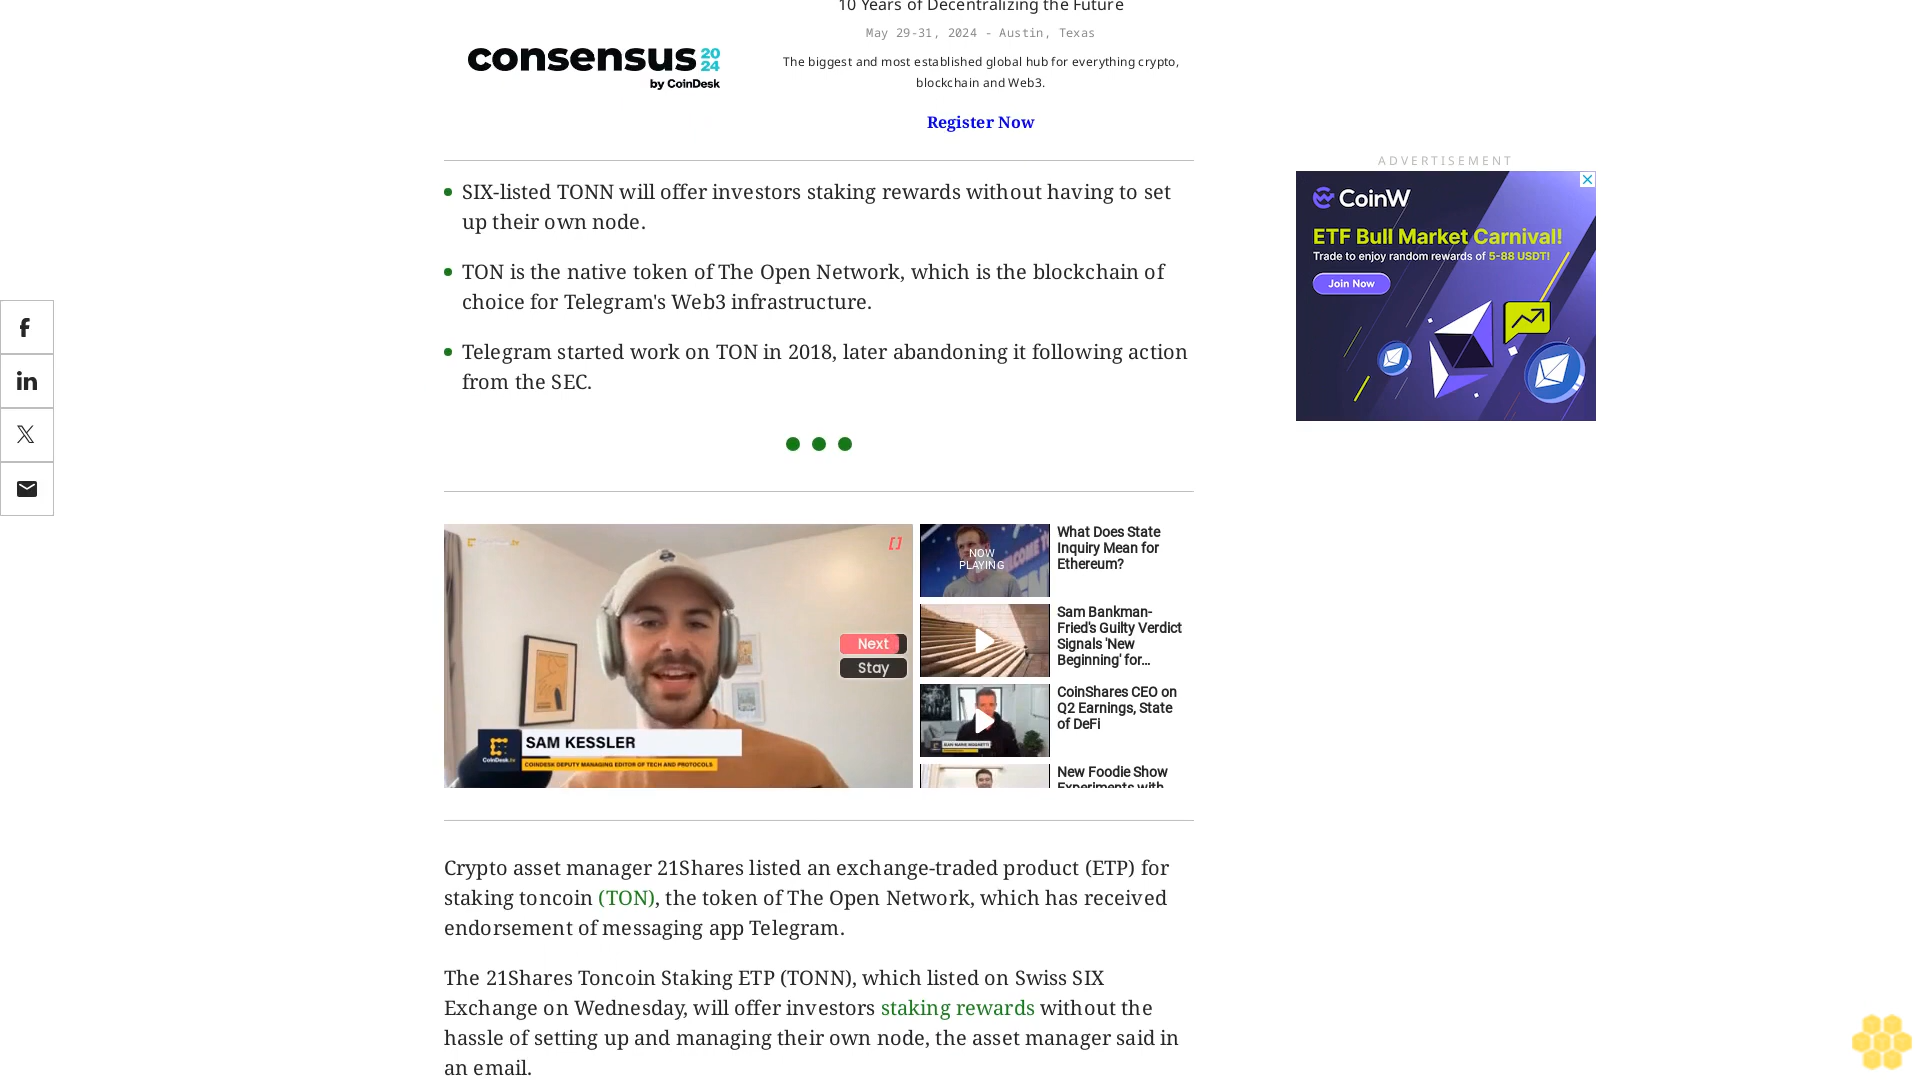 10 Years of Decentralizing the Future
May 29-31, 2024 - Austin, Texas
consensus 2024
by CoinDesk
The biggest and most established global hub for everything crypto,
blockchain and Web3.
Register Now
SIX-listed TONN will offer investors staking rewards without having to set
up their own node.
TON is the native token of The Open Network, which is the blockchain of
choice for Telegram's Web3 infrastructure.
Telegram started work on TON in 2018, later abandoning it following action
from the SEC.
ADVERTISEMENT
CoinW
ETF Bull Market Carnival!
Trade to enjoy random rewards of 5-88 USDT!
Join Now
Next
Stay
SAM KESSLER
CoinDesk.tv
COINDESK DEPUTY MANAGING EDITOR OF TECH AND PROTOCOLS
NOW
PLAYING
What Does State
Inquiry Mean for
Ethereum?
Sam Bankman-
Fried's Guilty Verdict
Signals 'New
Beginning' for...
CoinShares CEO on
Q2 Earnings, State
of DeFi
New Foodie Show
Experiments with
Crypto asset manager 21Shares listed an exchange-traded product (ETP) for
staking toncoin (TON), the token of The Open Network, which has received
endorsement of messaging app Telegram.
The 21Shares Toncoin Staking ETP (TONN), which listed on Swiss SIX
Exchange on Wednesday, will offer investors staking rewards without the
hassle of setting up and managing their own node, the asset manager said in
an email.